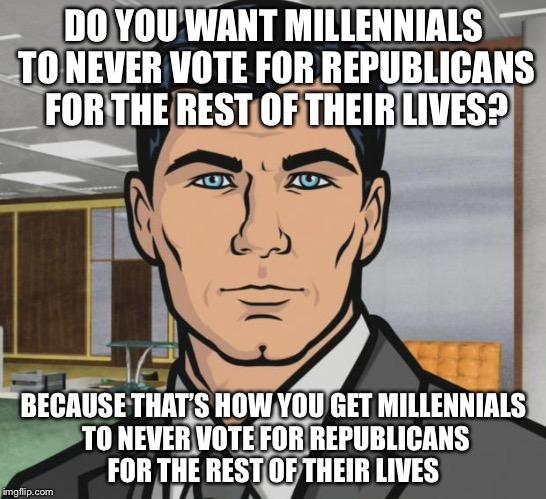 DO YOU WANT MILLENNIALS
TO NEVER VOTE FOR REPUBLICANS
FOR THE REST OF THEIR LIVES?
BECAUSE THAT'S HOW YOU GET MILLENNIALS
TO NEVER VOTE FOR REPUBLICANS
FOR THE REST OF THEIR LIVES
imgflip.com